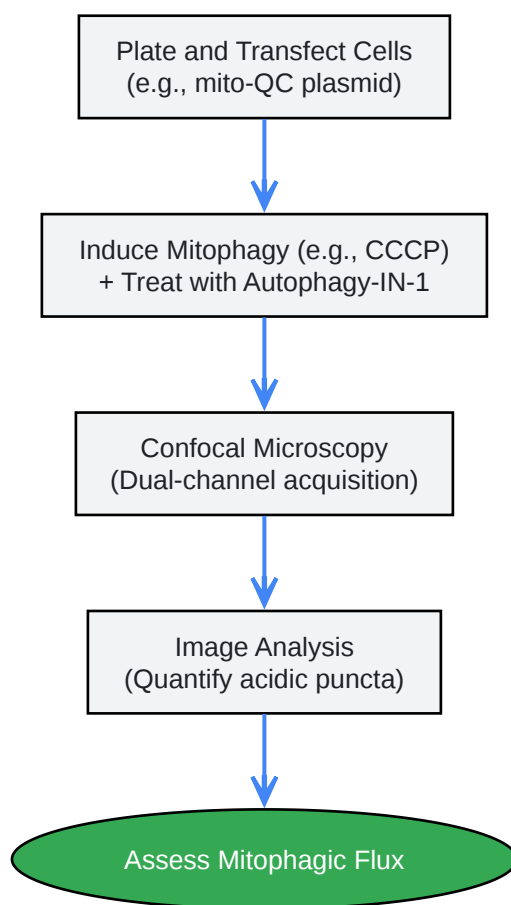 Plate and Transfect Cells
(e.g., mito-QC plasmid)
Induce Mitophagy (e.g., CCCP)
+ Treat with Autophagy-IN-1
Confocal Microscopy
(Dual-channel acquisition)
Image Analysis
(Quantify acidic puncta)
Assess Mitophagic Flux